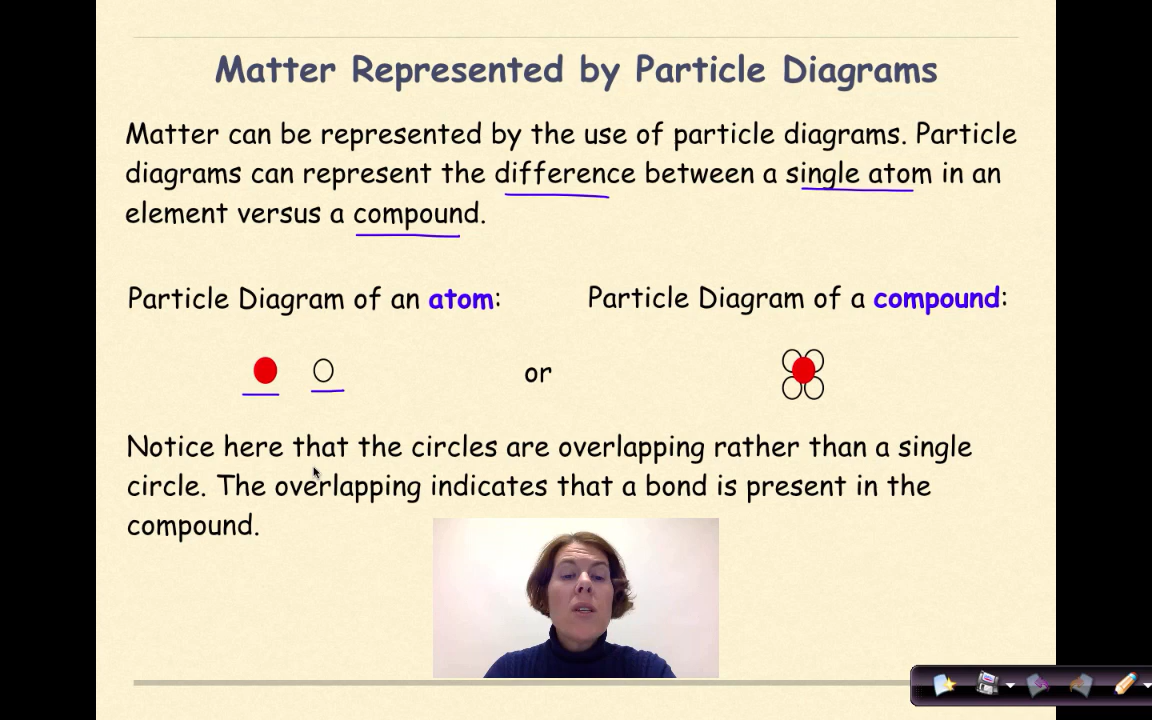 Matter Represented by Particle Diagrams
Matter can be represented by the use of particle diagrams. Particle
diagrams can represent the difference between a single atom in an
element versus a compound.
Particle Diagram of an atom:
Particle Diagram of a compound:
or
Notice here that the circles are overlapping rather than a single
circle. The overlapping indicates that a bond is present in the
compound.